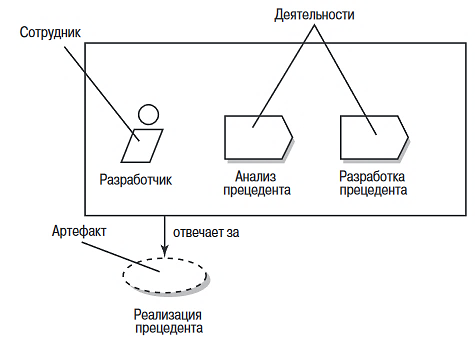 Деятельности
Сотрудник
Разработчик
Анализ
прецедента
Разработка
прецедента
Артефакт
отвечает за
Реализация
прецедента